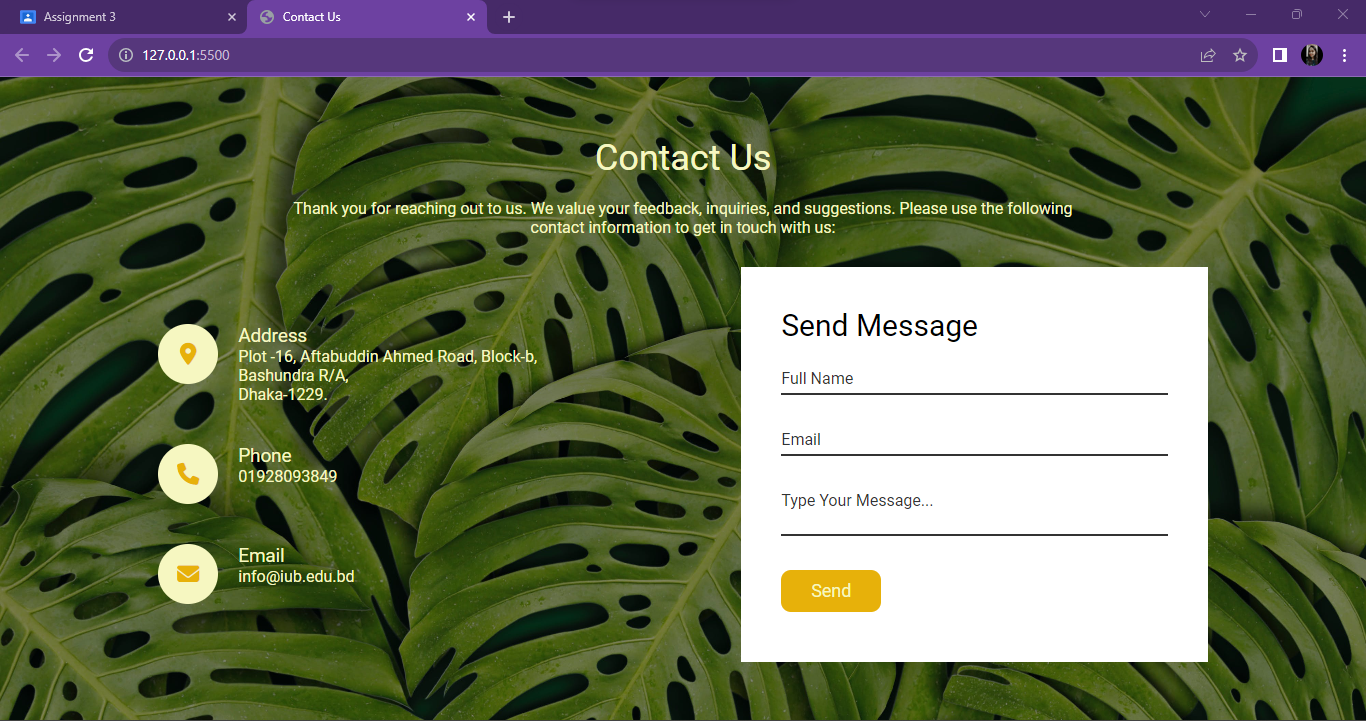 Assignment 3
Contact Us
127.0.0.1:5500
Contact Us
Thank you for reaching out to us. We value your feedback, inquiries, and suggestions. Please use the following
contact information to get in touch with us:
Address
Plot -16, Aftabuddin Ahmed Road, Block-b,
Bashundra R/A,
Dhaka-1229.
Phone
01928093849
Email
info@iub.edu.bd
Send Message
Full Name
Email
Type Your Message...
Send